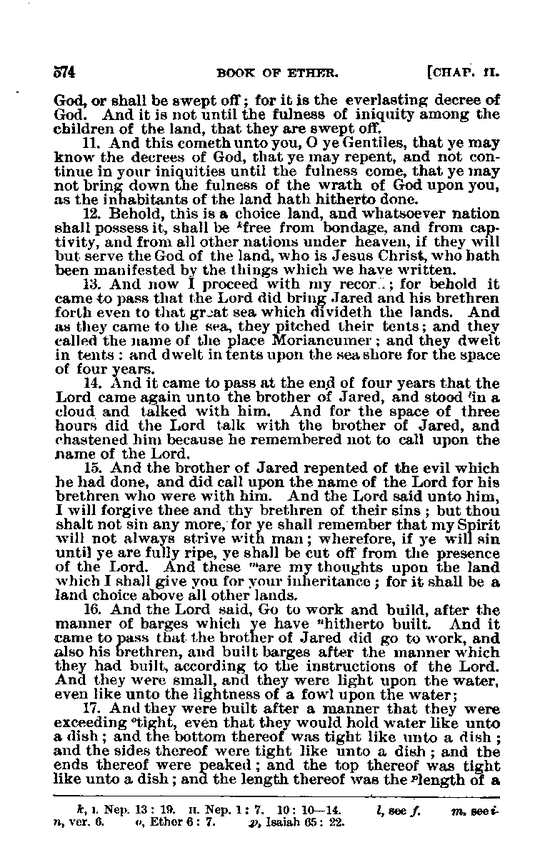 574 BOOK OF ETHER. [CHAP. II.
God, or shall be swept off; for it is the everlasting decree of
God. And it is not until the fulness of iniquity among the
children of the land, that they are swept off.
11. And this cometh unto you, O ye Gentiles, that ye may
know the decrees of God, that ye may repent, and not con-
tinue in your iniquities until the fulness come, that ye may
not bring down the fulness of the wrath of God upon you,
as the inhabitants of the land hath hitherto done.
12. Behold, this is a choice land, and whatsoever nation
shall possess it, shall be ᵏfree from bondage, and from cap-
tivity, and from all other nations under heaven, if they will
but serve the God of the land, who is Jesus Christ, who hath
been manifested by the things which we have written.
13. And now I proceed with my recor..; for behold it
came to pass that the Lord did bring Jared and his brethren
forth even to that great sea which divideth the lands. And
as they came to the sea, they pitched their tents; and they
called the name of the place Moriancumer; and they dwelt
in tents: and dwelt in tents upon the sea shore for the space
of four years.
14. And it came to pass at the end of four years that the
Lord came again unto the brother of Jared, and stood ˡin a
cloud and talked with him. And for the space of three
hours did the Lord talk with the brother of Jared, and
chastened him because he remembered not to call upon the
name of the Lord.
15. And the brother of Jared repented of the evil which
he had done, and did call upon the name of the Lord for his
brethren who were with him. And the Lord said unto him,
I will forgive thee and thy brethren of their sins; but thou
shalt not sin any more, for ye shall remember that my Spirit
will not always strive with man; wherefore, if ye will sin
until ye are fully ripe, ye shall be cut off from the presence
of the Lord. And these ᵐare my thoughts upon the land
which I shall give you for your inheritance; for it shall be a
land choice above all other lands.
16. And the Lord said, Go to work and build, after the
manner of barges which ye have ⁿhitherto built. And it
came to pass that the brother of Jared did go to work, and
also his brethren, and built barges after the manner which
they had built, according to the instructions of the Lord.
And they were small, and they were light upon the water,
even like unto the lightness of a fowl upon the water;
17. And they were built after a manner that they were
exceeding ᵒtight, even that they would hold water like unto
a dish; and the bottom thereof was tight like unto a dish;
and the sides thereof were tight like unto a dish; and the
ends thereof were peaked; and the top thereof was tight
like unto a dish; and the length thereof was the ᵖlength of a
k, I. Nep. 13: 19. II. Nep. 1: 7. 10: 10—14. l, see f. m, see i.
n, ver. 6. o, Ether 6: 7. p, Isaiah 65: 22.